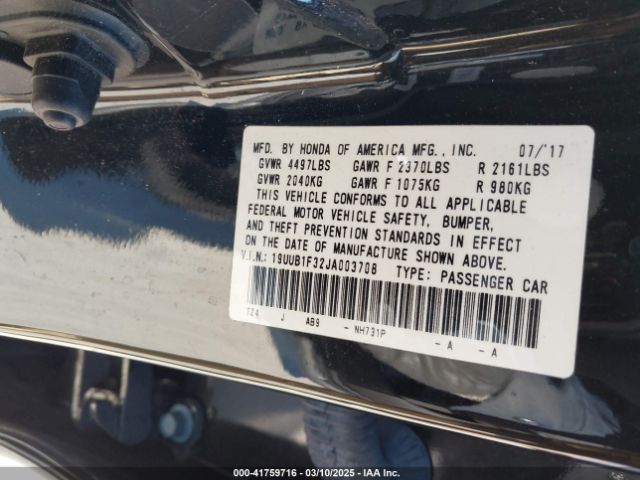 MFD. BY HONDA OF AMERICA MFG., INC. 07/'17
GVWR 4497LBS GAWR F 2370LBS R 2161LBS
GVWR 2040KG GAWR F 1075KG R 980KG
THIS VEHICLE CONFORMS TO ALL APPLICABLE
FEDERAL MOTOR VEHICLE SAFETY, BUMPER,
AND THEFT PREVENTION STANDARDS IN EFFECT
ON THE DATE OF MANUFACTURE SHOWN ABOVE.
V.I.N.: 19UUB1F32JA003708 TYPE: PASSENGER CAR
TZ4 J AB9 - NH731P - A - A
000-41759716 - 03/10/2025 - IAA Inc.